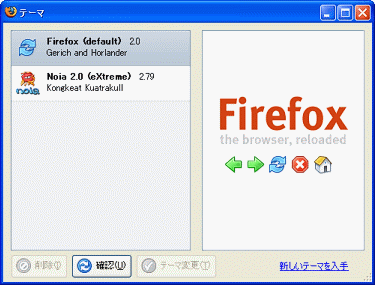 テーマ
Firefox (default) 2.0
Gerich and Horlander
Noia 2.0 (eXtreme) 2.79
Kongkeat Kuatrakull
noia
Firefox
the browser, reloaded
削除(I)
確認(U)
テーマ変更(T)
新しいテーマを入手